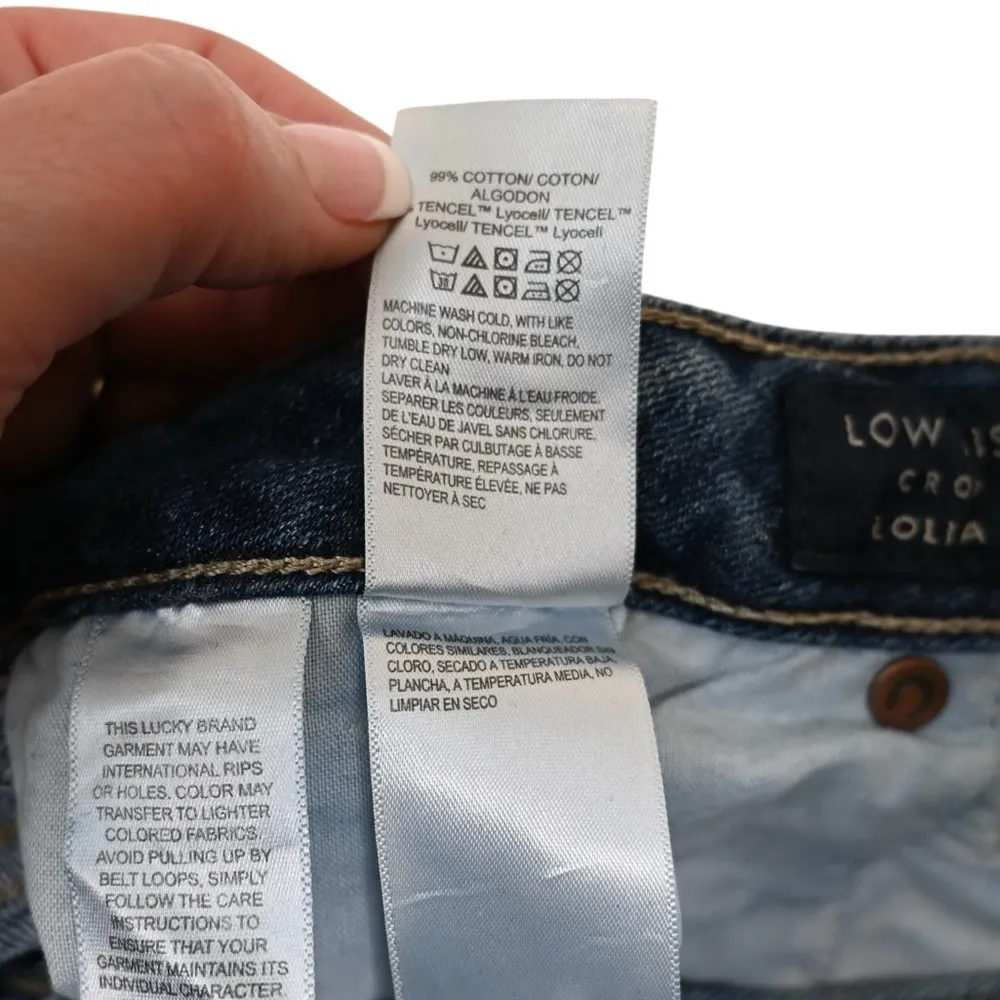 99% COTTON/ COTON/
ALGODON
TENCEL™ Lyocell/ TENCEL™
Lyocell/ TENCEL™ Lyocell
30
MACHINE WASH COLD, WITH LIKE
COLORS, NON-CHLORINE BLEACH,
TUMBLE DRY LOW, WARM IRON, DO NOT
DRY CLEAN
LAVER À LA MACHINE À L'EAU FROIDE,
SEPARER LES COULEURS, SEULEMENT
DE L'EAU DE JAVEL SANS CHLORURE,
SÉCHER PAR CULBUTAGE À BASSE
TEMPÉRATURE, REPASSAGE À
TEMPÉRATURE ÉLEVÉE, NE PAS
NETTOYER À SEC
LAVADO A MÁQUINA, AGUA FRÍA, CON
COLORES SIMILARES, BLANQUEADOR SIN
CLORO, SECADO A TEMPERATURA BAJA,
PLANCHA, A TEMPERATURA MEDIA, NO
LIMPIAR EN SECO
THIS LUCKY BRAND
GARMENT MAY HAVE
INTERNATIONAL RIPS
OR HOLES. COLOR MAY
TRANSFER TO LIGHTER
COLORED FABRICS.
AVOID PULLING UP BY
BELT LOOPS, SIMPLY
FOLLOW THE CARE
INSTRUCTIONS TO
ENSURE THAT YOUR
GARMENT MAINTAINS ITS
INDIVIDUAL CHARACTER.
LOW
LOLIA